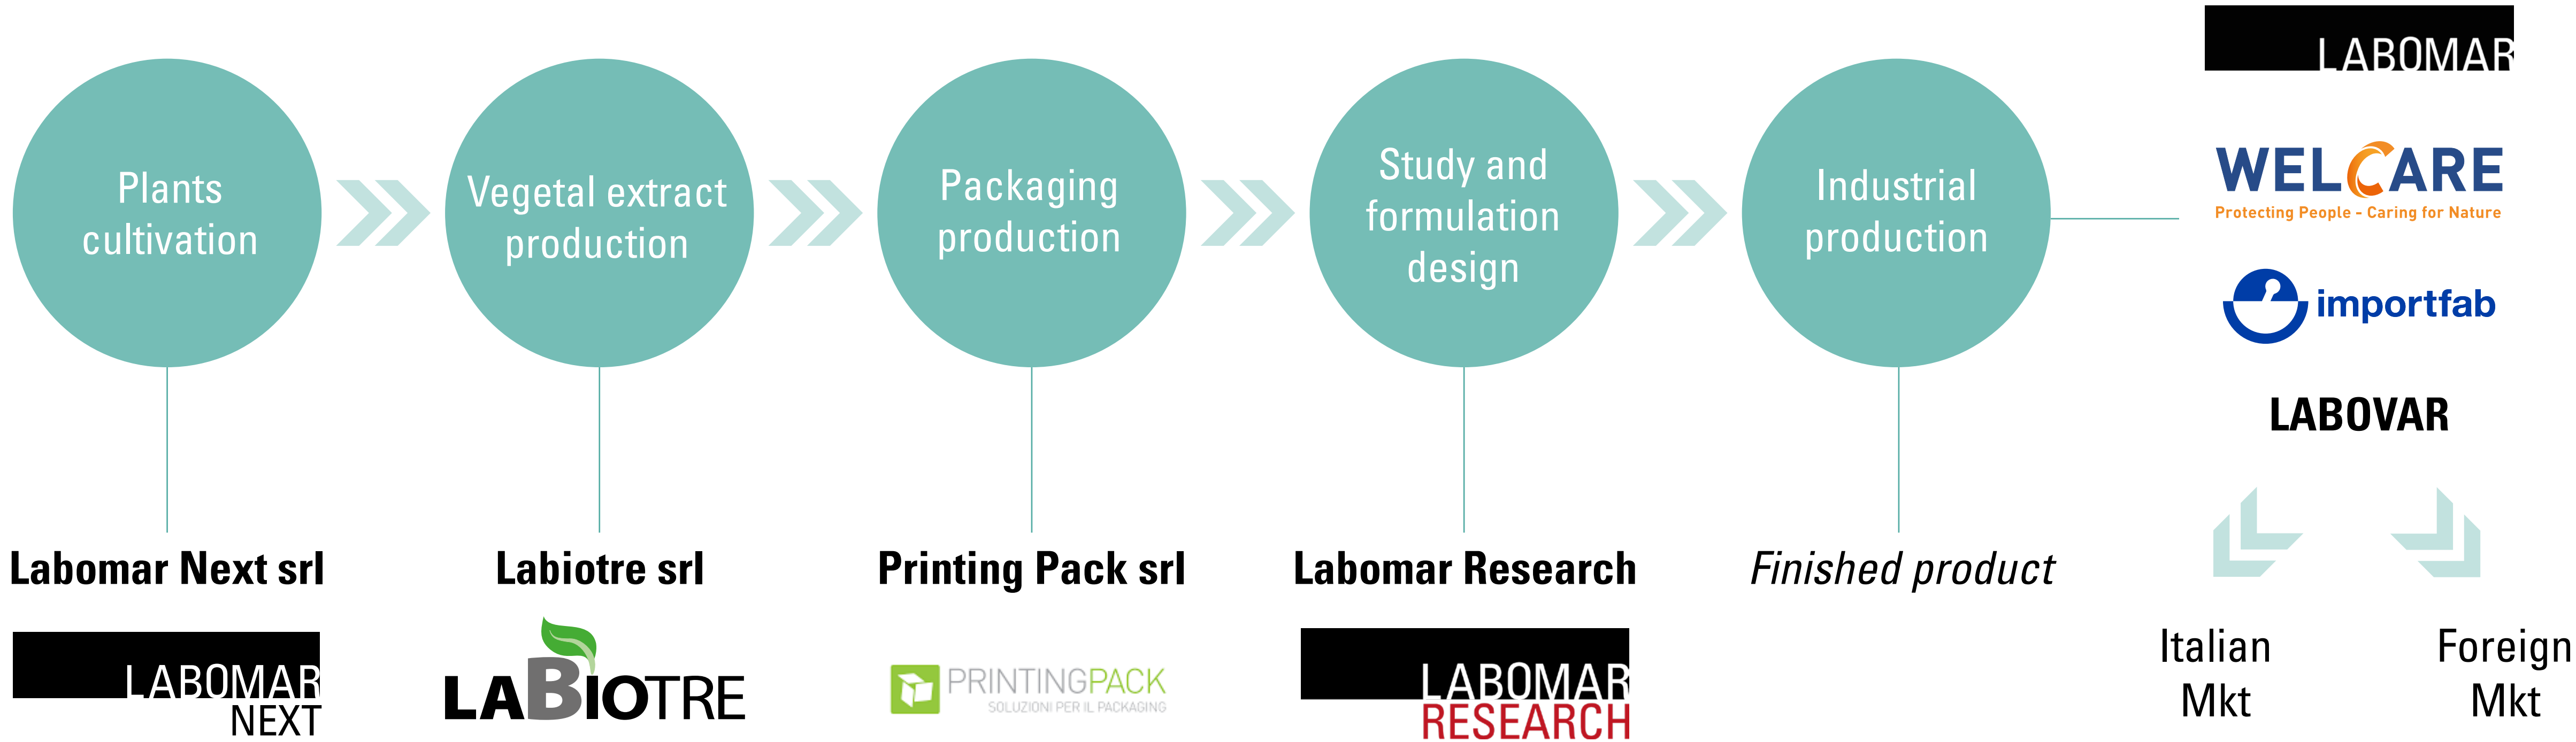 Plants
cultivation
Vegetal extract
production
Packaging
production
Study and
formulation
design
Industrial
production
Labomar Next srl
LABOMAR
NEXT
Labiotre srl
LABIOTRE
Printing Pack srl
PRINTINGPACK
SOLUZIONI PER IL PACKAGING
Labomar Research
LABOMAR
RESEARCH
Finished product
LABOMAR
WELCARE
Protecting People - Caring for Nature
importfab
LABOVAR
Italian
Mkt
Foreign
Mkt